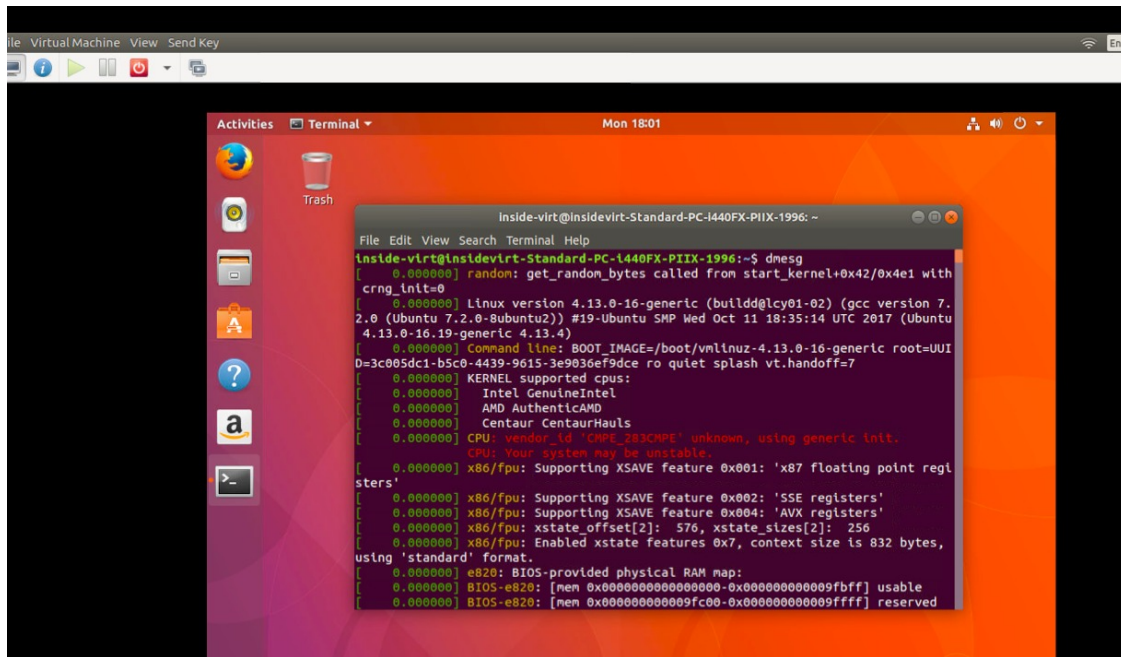 ile Virtual Machine View Send Key
En
Activities Terminal Mon 18:01
Trash
inside-virt@insidevirt-Standard-PC-i440FX-PIIX-1996: ~
File Edit View Search Terminal Help
inside-virt@insidevirt-Standard-PC-i440FX-PIIX-1996:~$ dmesg
[    0.000000] random: get_random_bytes called from start_kernel+0x42/0x4e1 with
 crng_init=0
[    0.000000] Linux version 4.13.0-16-generic (buildd@lcy01-02) (gcc version 7.
2.0 (Ubuntu 7.2.0-8ubuntu2)) #19-Ubuntu SMP Wed Oct 11 18:35:14 UTC 2017 (Ubuntu
 4.13.0-16.19-generic 4.13.4)
[    0.000000] Command line: BOOT_IMAGE=/boot/vmlinuz-4.13.0-16-generic root=UUI
D=3c005dc1-b5c0-4439-9615-3e9036ef9dce ro quiet splash vt.handoff=7
[    0.000000] KERNEL supported cpus:
[    0.000000]   Intel GenuineIntel
[    0.000000]   AMD AuthenticAMD
[    0.000000]   Centaur CentaurHauls
[    0.000000] CPU: vendor_id 'CMPE_283CMPE' unknown, using generic init.
CPU: Your system may be unstable.
[    0.000000] x86/fpu: Supporting XSAVE feature 0x001: 'x87 floating point regi
sters'
[    0.000000] x86/fpu: Supporting XSAVE feature 0x002: 'SSE registers'
[    0.000000] x86/fpu: Supporting XSAVE feature 0x004: 'AVX registers'
[    0.000000] x86/fpu: xstate_offset[2]:  576, xstate_sizes[2]:  256
[    0.000000] x86/fpu: Enabled xstate features 0x7, context size is 832 bytes,
using 'standard' format.
[    0.000000] e820: BIOS-provided physical RAM map:
[    0.000000] BIOS-e820: [mem 0x0000000000000000-0x000000000009fbff] usable
[    0.000000] BIOS-e820: [mem 0x000000000009fc00-0x000000000009ffff] reserved